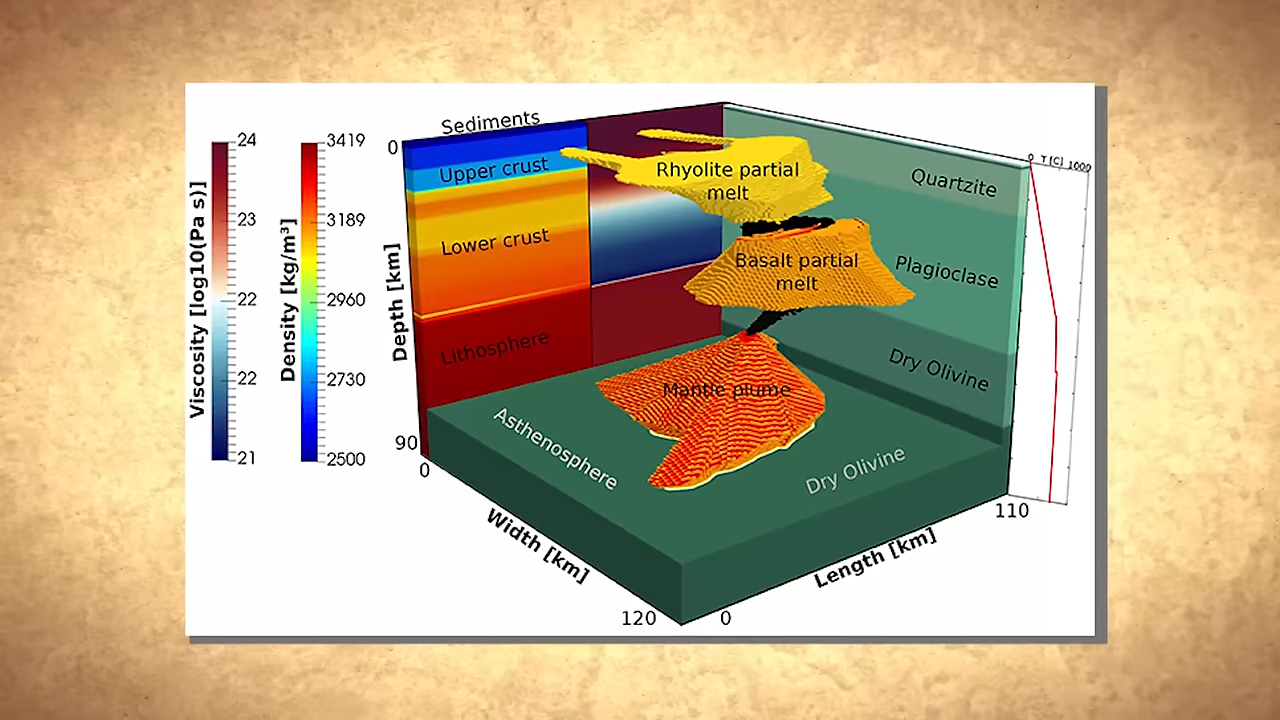 Viscosity [log10(Pa s)]
24
23
22
22
21
Density [kg/m³]
3419
3189
2960
2730
2500
Depth [km]
0
90
Sediments
Upper crust
Lower crust
Lithosphere
Rhyolite partial
melt
Basalt partial
melt
Mantle plume
Asthenosphere
Dry Olivine
Quartzite
Plagioclase
Dry Olivine
0 T [C] 1000
0
Width [km]
120
0
Length [km]
110